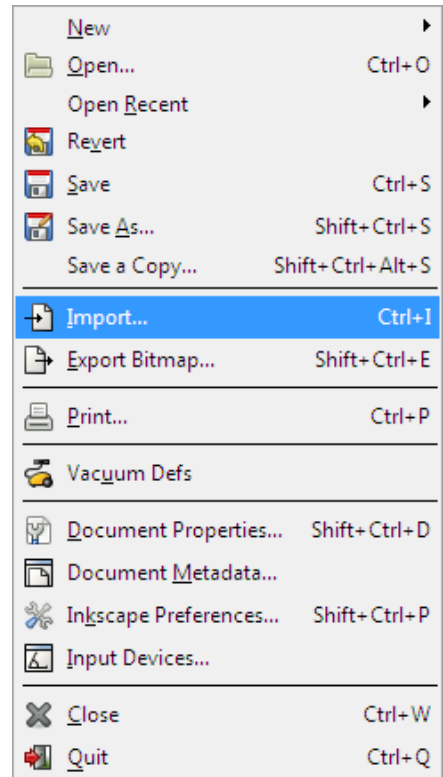 New
Open... Ctrl+O
Open Recent
Revert
Save Ctrl+S
Save As... Shift+Ctrl+S
Save a Copy... Shift+Ctrl+Alt+S
Import... Ctrl+I
Export Bitmap... Shift+Ctrl+E
Print... Ctrl+P
Vacuum Defs
Document Properties... Shift+Ctrl+D
Document Metadata...
Inkscape Preferences... Shift+Ctrl+P
Input Devices...
Close Ctrl+W
Quit Ctrl+Q